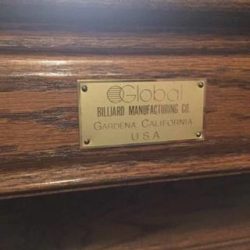 Global
BILLIARD MANUFACTURING CO.
GARDENA CALIFORNIA
U.S.A